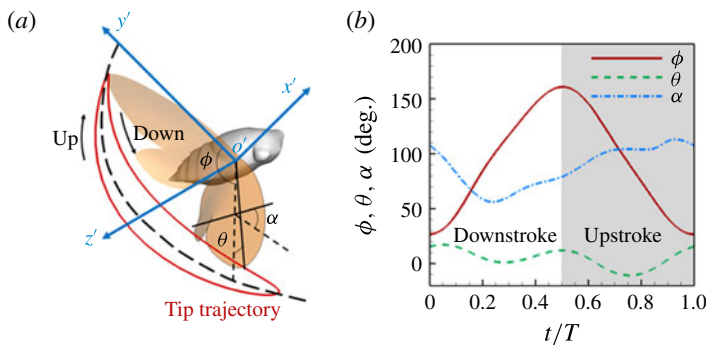 (a)
y′
x′
Up
Down
ϕ
o′
z′
θ
α
Tip trajectory
(b)
200
150
100
50
0
ϕ, θ, α (deg.)
ϕ
θ
α
Downstroke
Upstroke
0
0.2
0.4
0.6
0.8
1.0
t/T